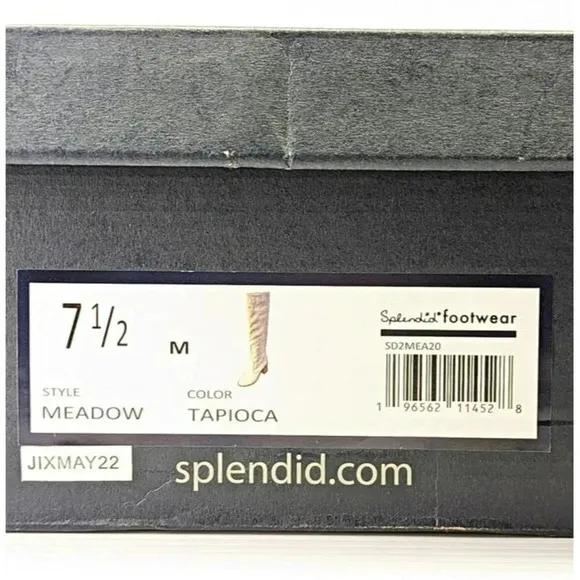 7 1/2 M
Splendid footwear
SD2MEA20
STYLE COLOR
MEADOW TAPIOCA
1 96562 11452 8
JIXMAY22
splendid.com